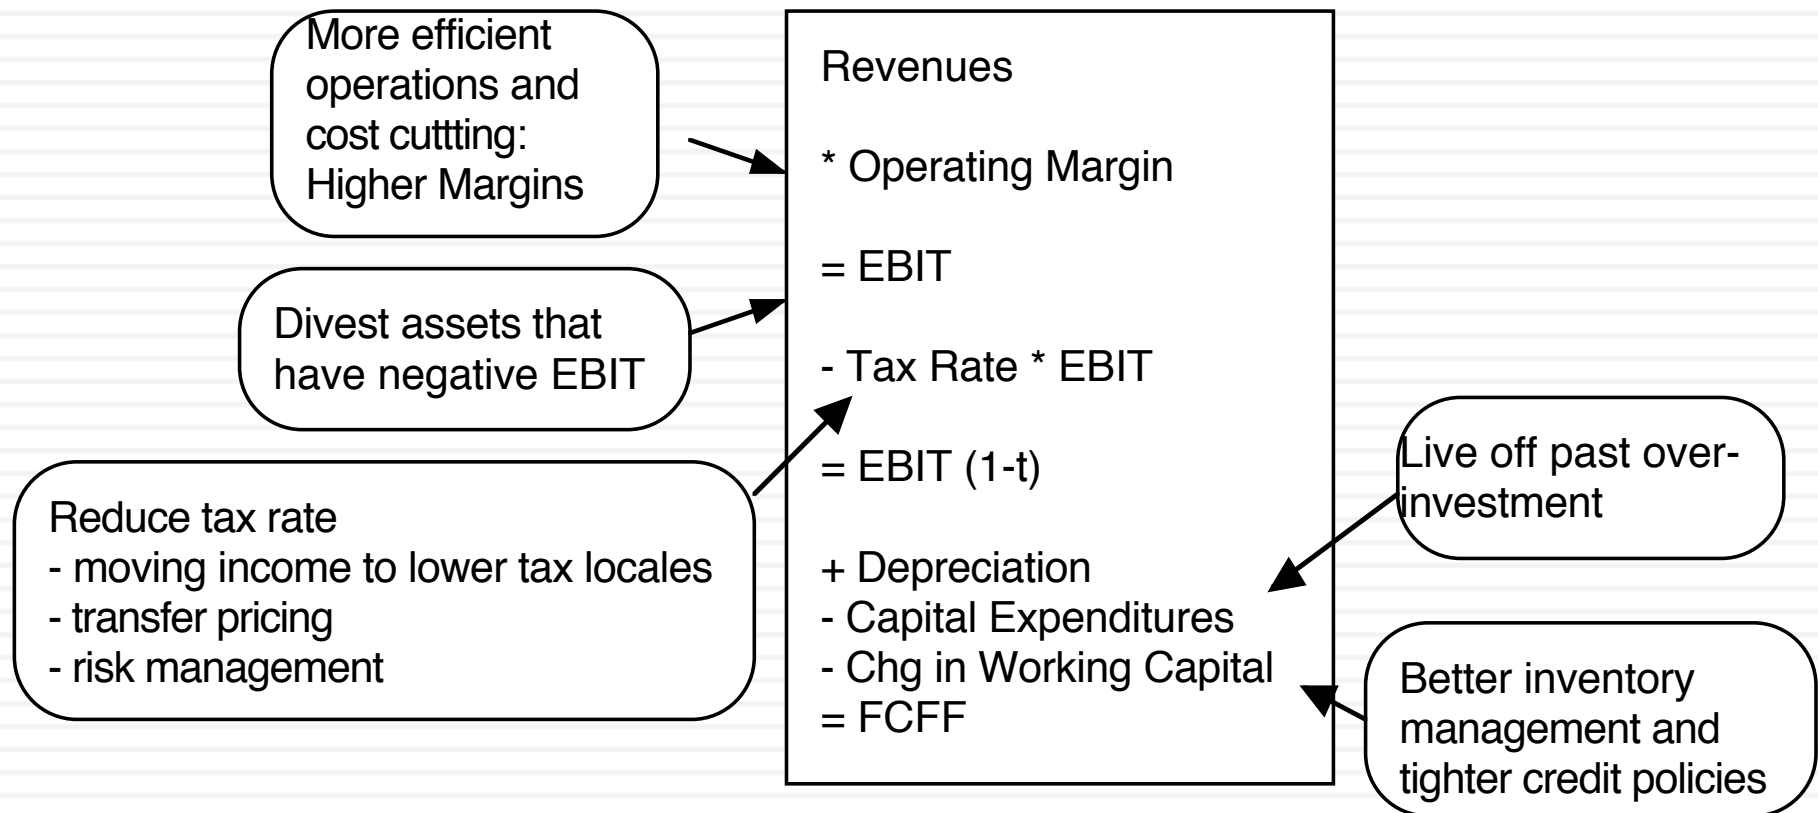 More efficient
operations and
cost cuttting:
Higher Margins
Divest assets that
have negative EBIT
Reduce tax rate
- moving income to lower tax locales
- transfer pricing
- risk management
Revenues
* Operating Margin
= EBIT
- Tax Rate * EBIT
= EBIT (1-t)
+ Depreciation
- Capital Expenditures
- Chg in Working Capital
= FCFF
Live off past over-
investment
Better inventory
management and
tighter credit policies